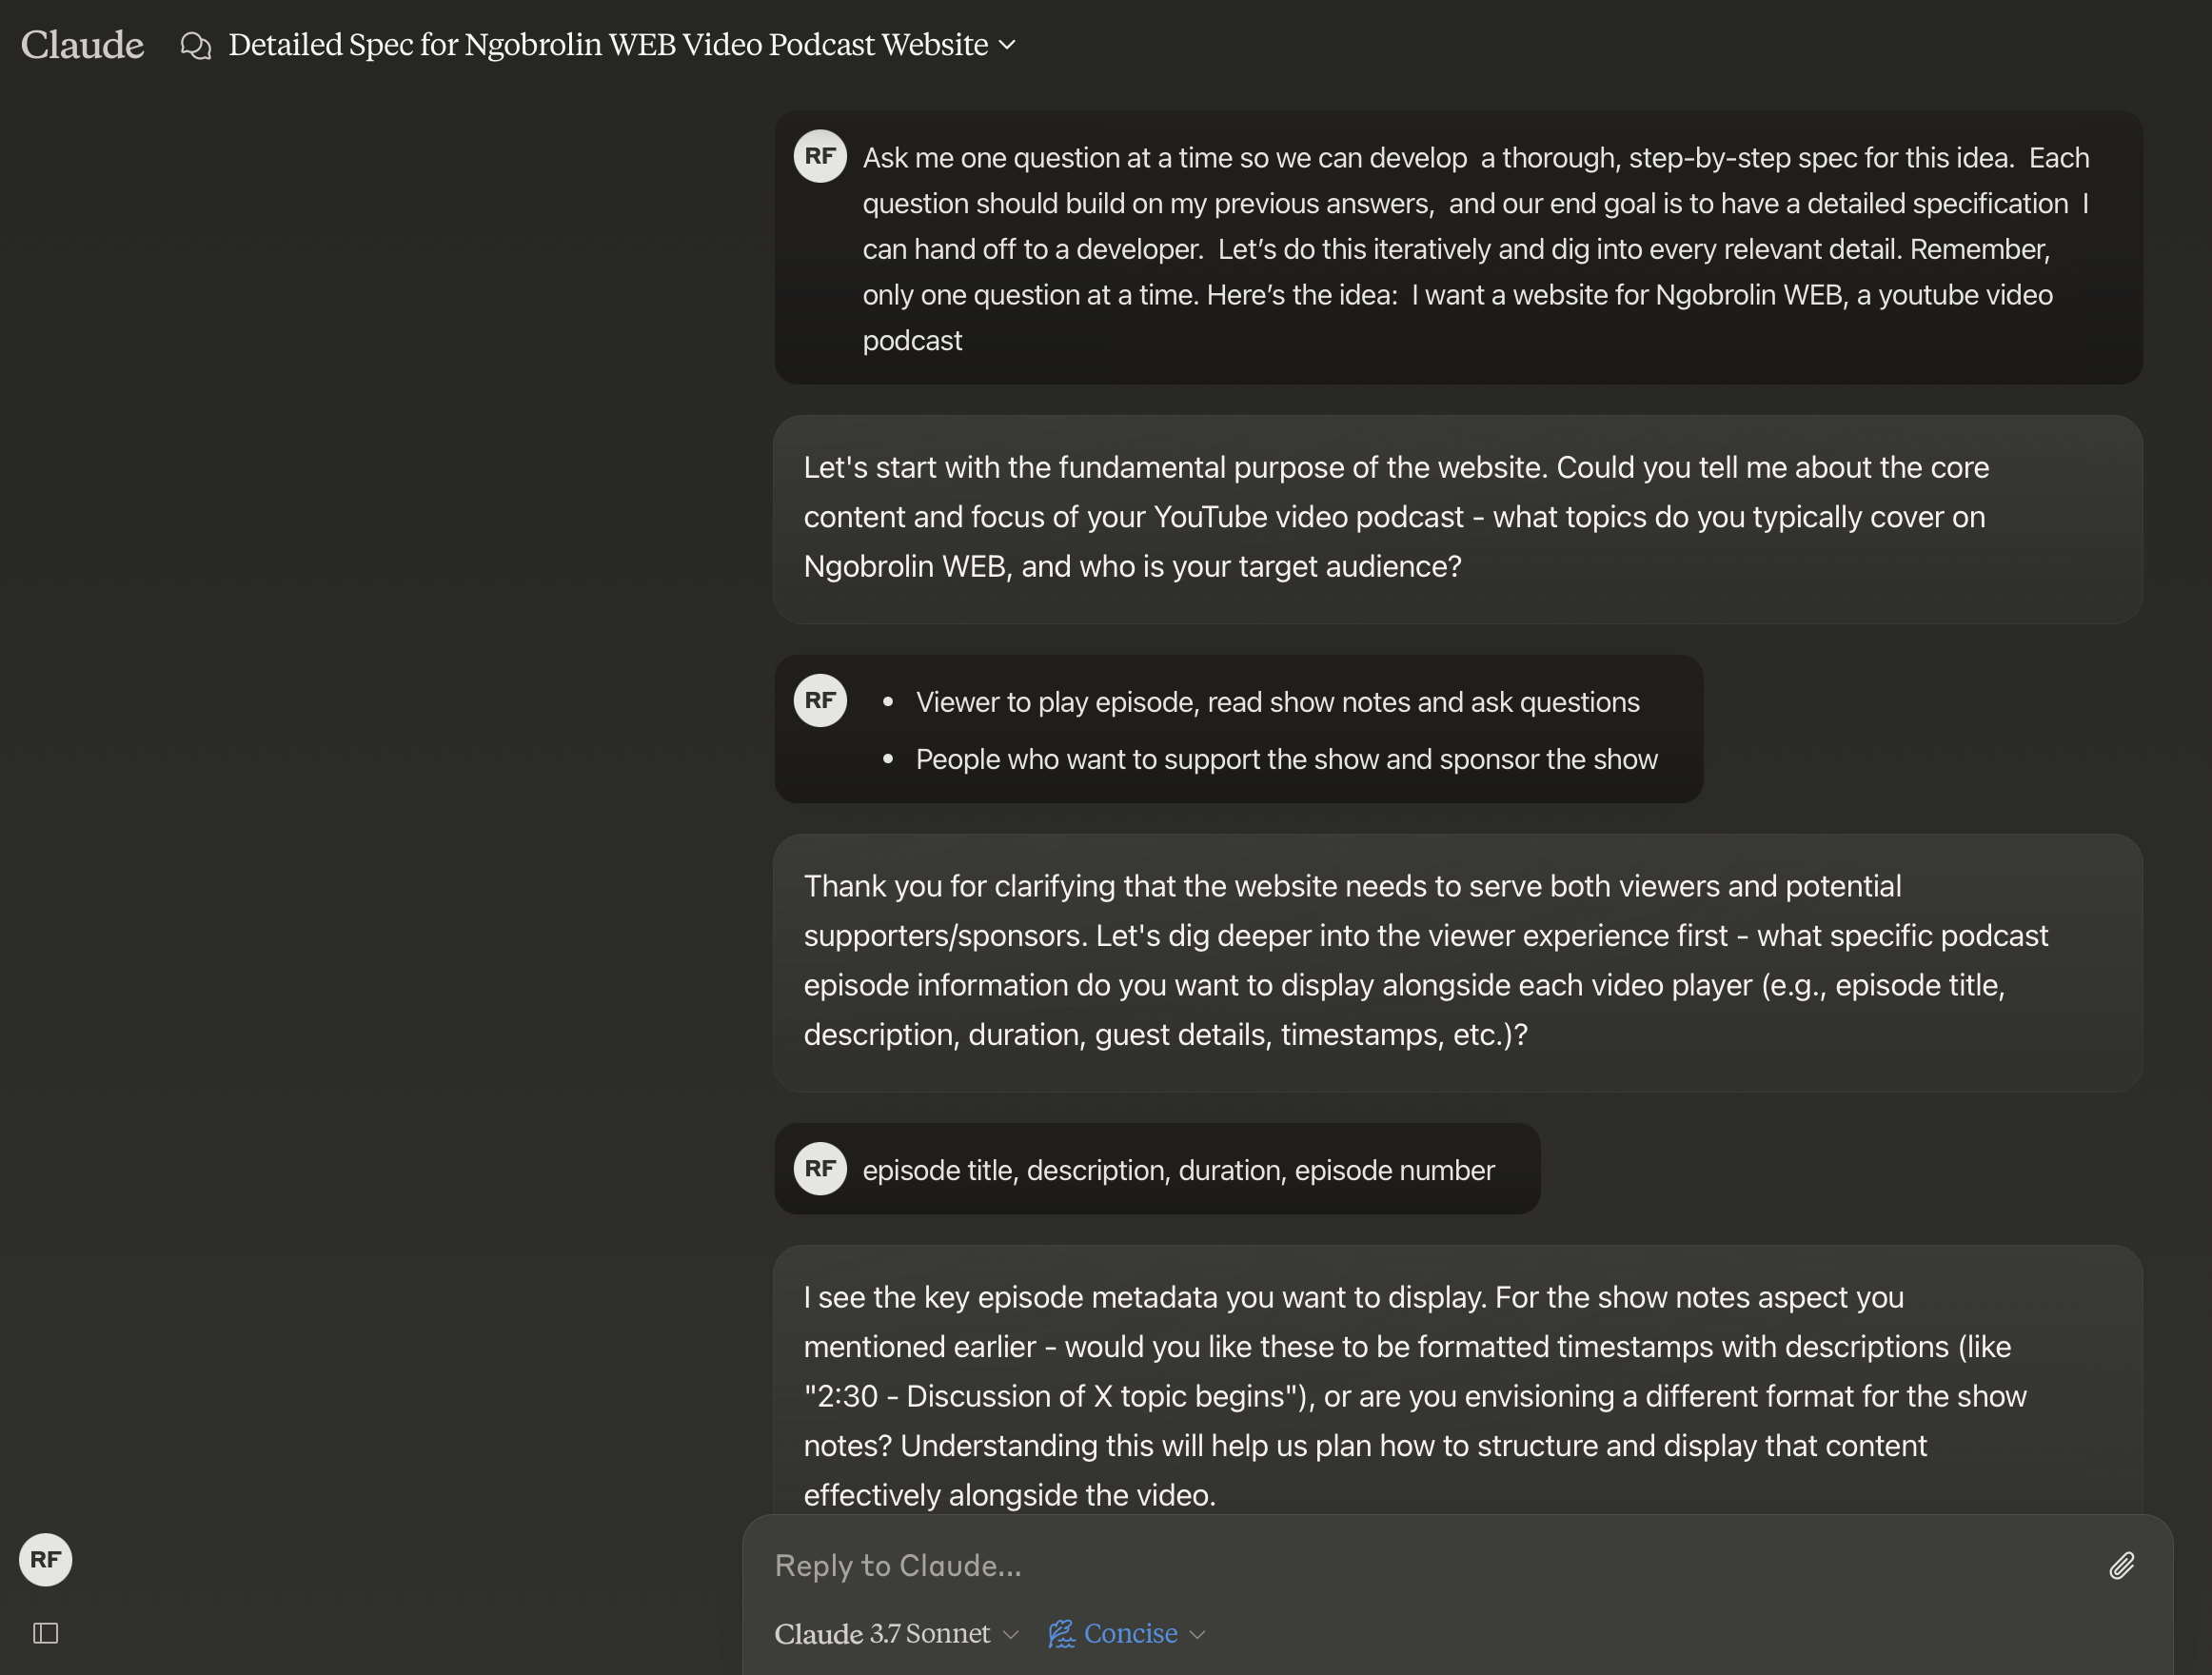 Claude
Detailed Spec for Ngobrolin WEB Video Podcast Website
RF
Ask me one question at a time so we can develop  a thorough, step-by-step spec for this idea.  Each
question should build on my previous answers,  and our end goal is to have a detailed specification  I
can hand off to a developer.  Let’s do this iteratively and dig into every relevant detail. Remember,
only one question at a time. Here’s the idea:  I want a website for Ngobrolin WEB, a youtube video
podcast
Let's start with the fundamental purpose of the website. Could you tell me about the core
content and focus of your YouTube video podcast - what topics do you typically cover on
Ngobrolin WEB, and who is your target audience?
RF
• Viewer to play episode, read show notes and ask questions
• People who want to support the show and sponsor the show
Thank you for clarifying that the website needs to serve both viewers and potential
supporters/sponsors. Let's dig deeper into the viewer experience first - what specific podcast
episode information do you want to display alongside each video player (e.g., episode title,
description, duration, guest details, timestamps, etc.)?
RF
episode title, description, duration, episode number
I see the key episode metadata you want to display. For the show notes aspect you
mentioned earlier - would you like these to be formatted timestamps with descriptions (like
"2:30 - Discussion of X topic begins"), or are you envisioning a different format for the show
notes? Understanding this will help us plan how to structure and display that content
effectively alongside the video.
RF
Reply to Claude...
Claude 3.7 Sonnet
Concise